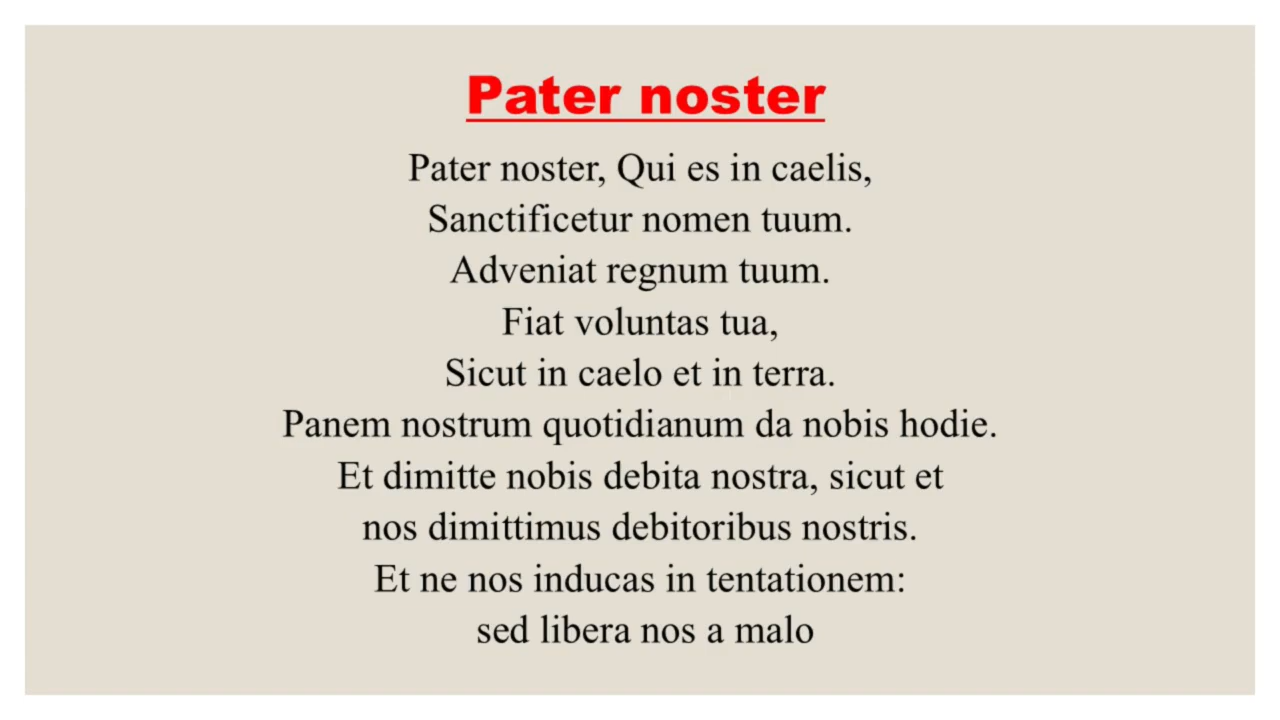 Pater noster
Pater noster, Qui es in caelis,
Sanctificetur nomen tuum.
Adveniat regnum tuum.
Fiat voluntas tua,
Sicut in caelo et in terra.
Panem nostrum quotidianum da nobis hodie.
Et dimitte nobis debita nostra, sicut et
nos dimittimus debitoribus nostris.
Et ne nos inducas in tentationem:
sed libera nos a malo